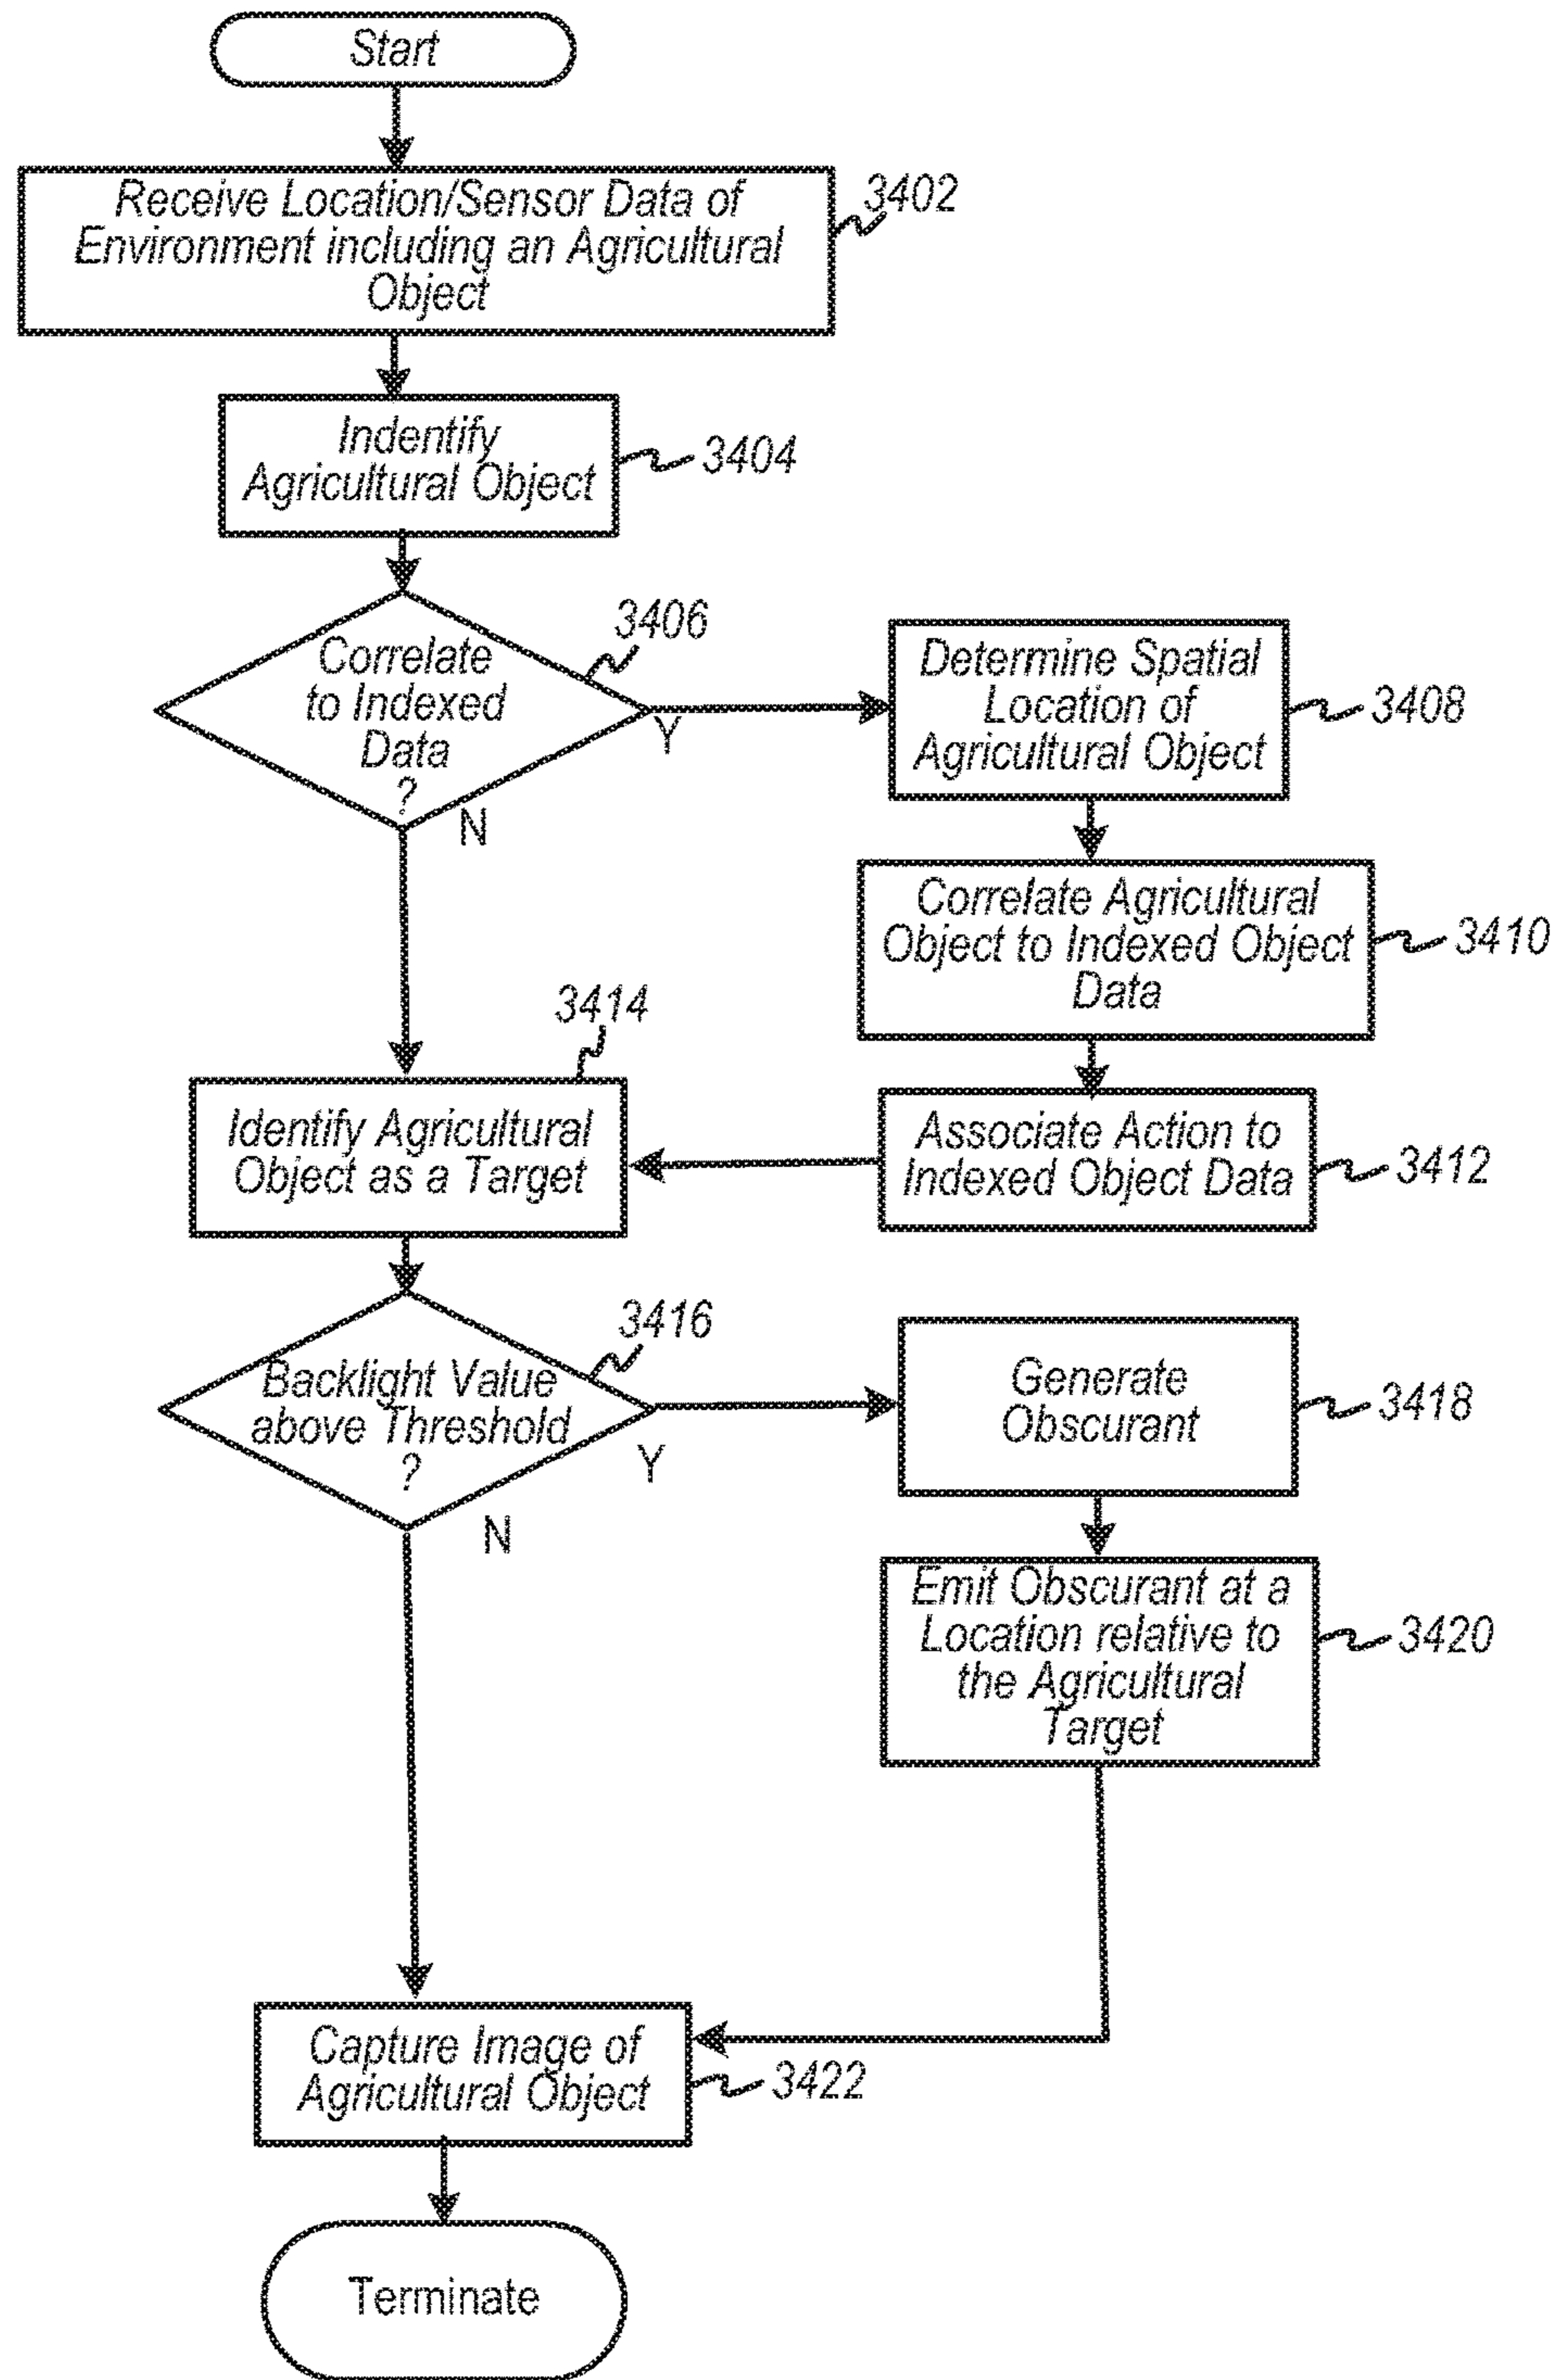 Start
Receive Location/Sensor Data of
Environment including an Agricultural
Object
3402
Indentify
Agricultural Object
3404
Correlate
to Indexed
Data
?
3406
Y
N
Determine Spatial
Location of
Agricultural Object
3408
Correlate Agricultural
Object to Indexed Object
Data
3410
Associate Action to
Indexed Object Data
3412
3414
Identify Agricultural
Object as a Target
Backlight Value
above Threshold
?
3416
Y
N
Generate
Obscurant
3418
Emit Obscurant at a
Location relative to
the Agricultural
Target
3420
Capture Image of
Agricultural Object
3422
Terminate